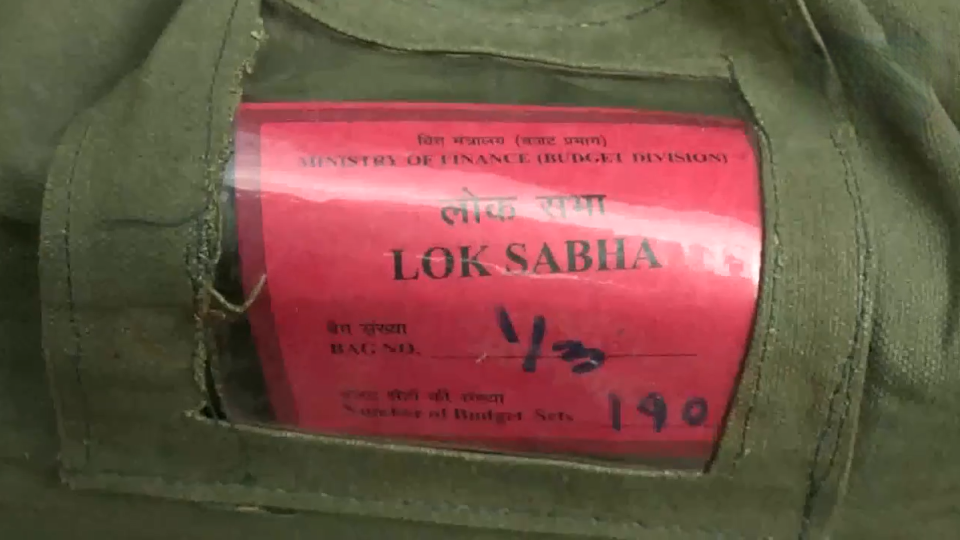 वित्त मंत्रालय (बजट प्रभाग)
MINISTRY OF FINANCE (BUDGET DIVISION)
लोक सभा
LOK SABHA
बैग संख्या
BAG NO. 1/3
बजट सेटों की संख्या
Number of Budget Sets 190